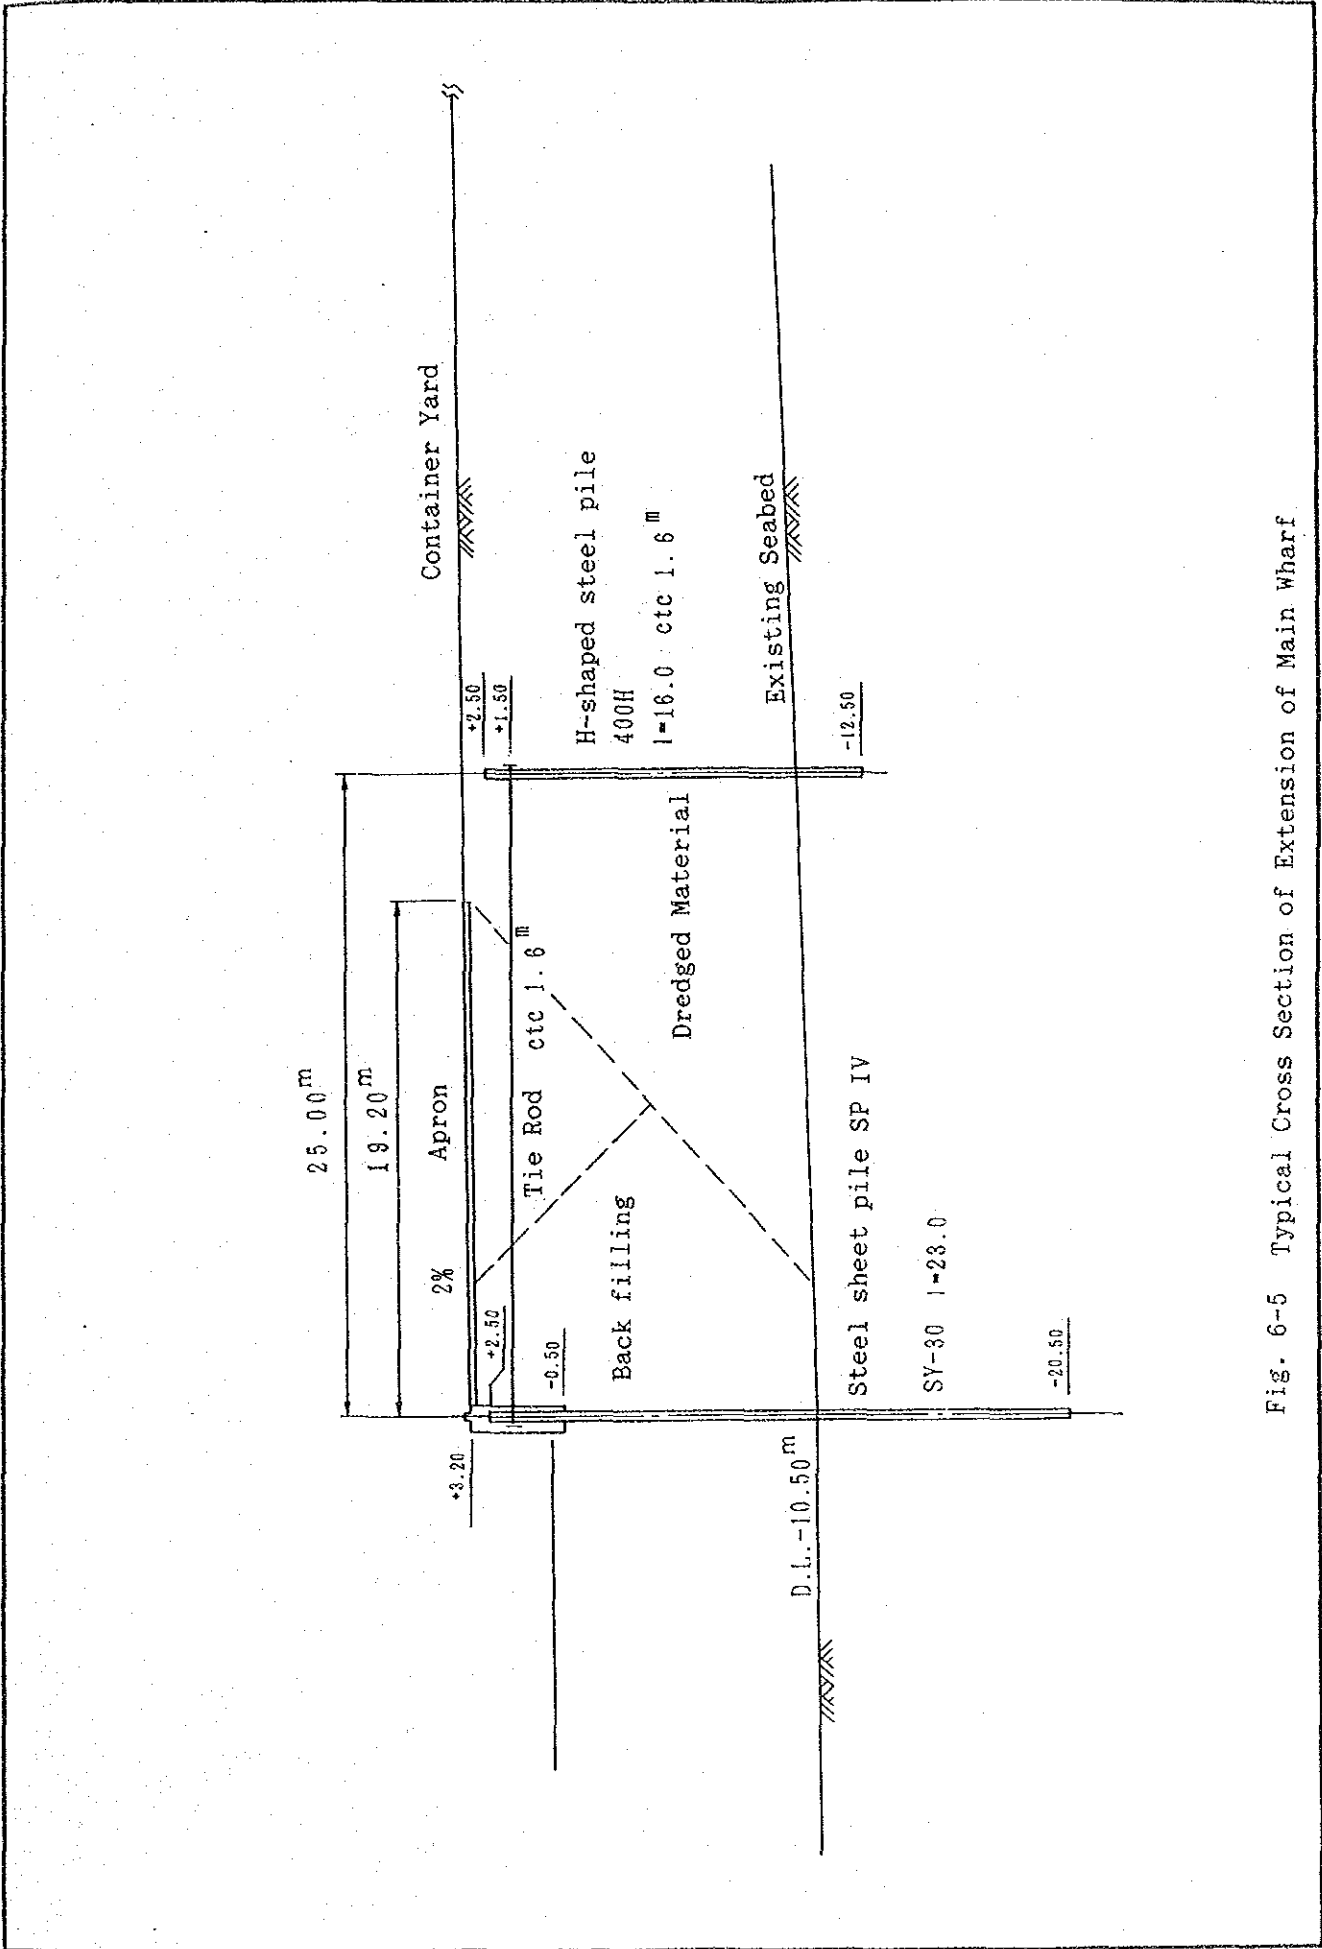 25.00m
19.20m
2% Apron
Container Yard
+3.20
+2.50
+2.50
+1.50
Tie Rod ctc 1.6m
-0.50
Back filling
H-shaped steel pile
400H
l=16.0 ctc 1.6m
Dredged Material
Existing Seabed
-12.50
D.L.-10.50m
Steel sheet pile SP IV
SY-30 l=23.0
-20.50
Fig. 6-5 Typical Cross Section of Extension of Main Wharf